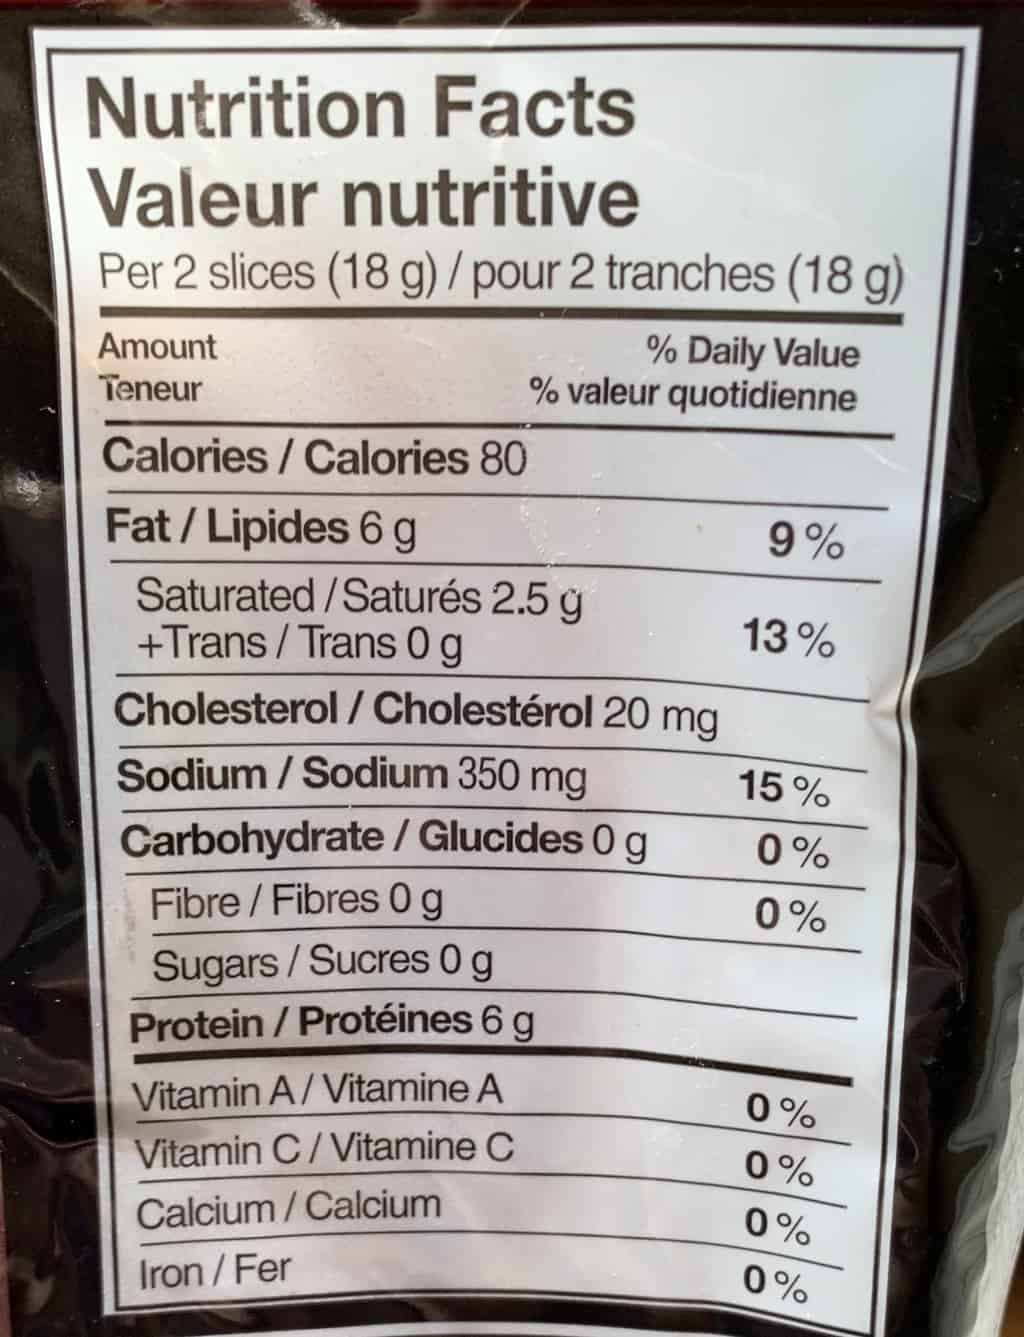 Nutrition Facts
Valeur nutritive
Per 2 slices (18 g) / pour 2 tranches (18 g)
Amount % Daily Value
Teneur % valeur quotidienne
Calories / Calories 80
Fat / Lipides 6 g 9 %
Saturated / Saturés 2.5 g
+Trans / Trans 0 g 13 %
Cholesterol / Cholestérol 20 mg
Sodium / Sodium 350 mg 15 %
Carbohydrate / Glucides 0 g 0 %
Fibre / Fibres 0 g 0 %
Sugars / Sucres 0 g
Protein / Protéines 6 g
Vitamin A / Vitamine A 0 %
Vitamin C / Vitamine C 0 %
Calcium / Calcium 0 %
Iron / Fer 0 %